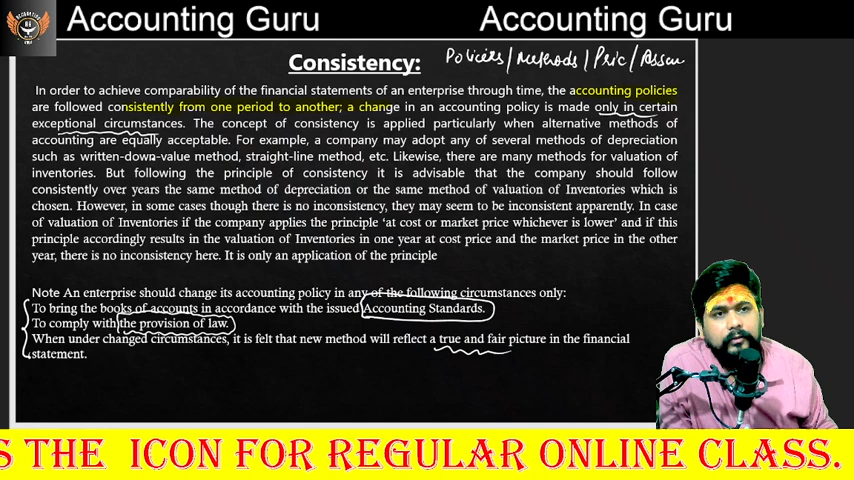 Accounting Guru
Accounting Guru
Consistency:
Policies / Methods / Pric / Assum
In order to achieve comparability of the financial statements of an enterprise through time, the accounting policies
are followed consistently from one period to another; a change in an accounting policy is made only in certain
exceptional circumstances. The concept of consistency is applied particularly when alternative methods of
accounting are equally acceptable. For example, a company may adopt any of several methods of depreciation
such as written-down-value method, straight-line method, etc. Likewise, there are many methods for valuation of
inventories. But following the principle of consistency it is advisable that the company should follow
consistently over years the same method of depreciation or the same method of valuation of Inventories which is
chosen. However, in some cases though there is no inconsistency, they may seem to be inconsistent apparently. In case
of valuation of Inventories if the company applies the principle ‘at cost or market price whichever is lower’ and if this
principle accordingly results in the valuation of Inventories in one year at cost price and the market price in the other
year, there is no inconsistency here. It is only an application of the principle
Note An enterprise should change its accounting policy in any of the following circumstances only:
To bring the books of accounts in accordance with the issued Accounting Standards.
To comply with the provision of law.
When under changed circumstances, it is felt that new method will reflect a true and fair picture in the financial
statement.
S THE ICON FOR REGULAR ONLINE CLASS.